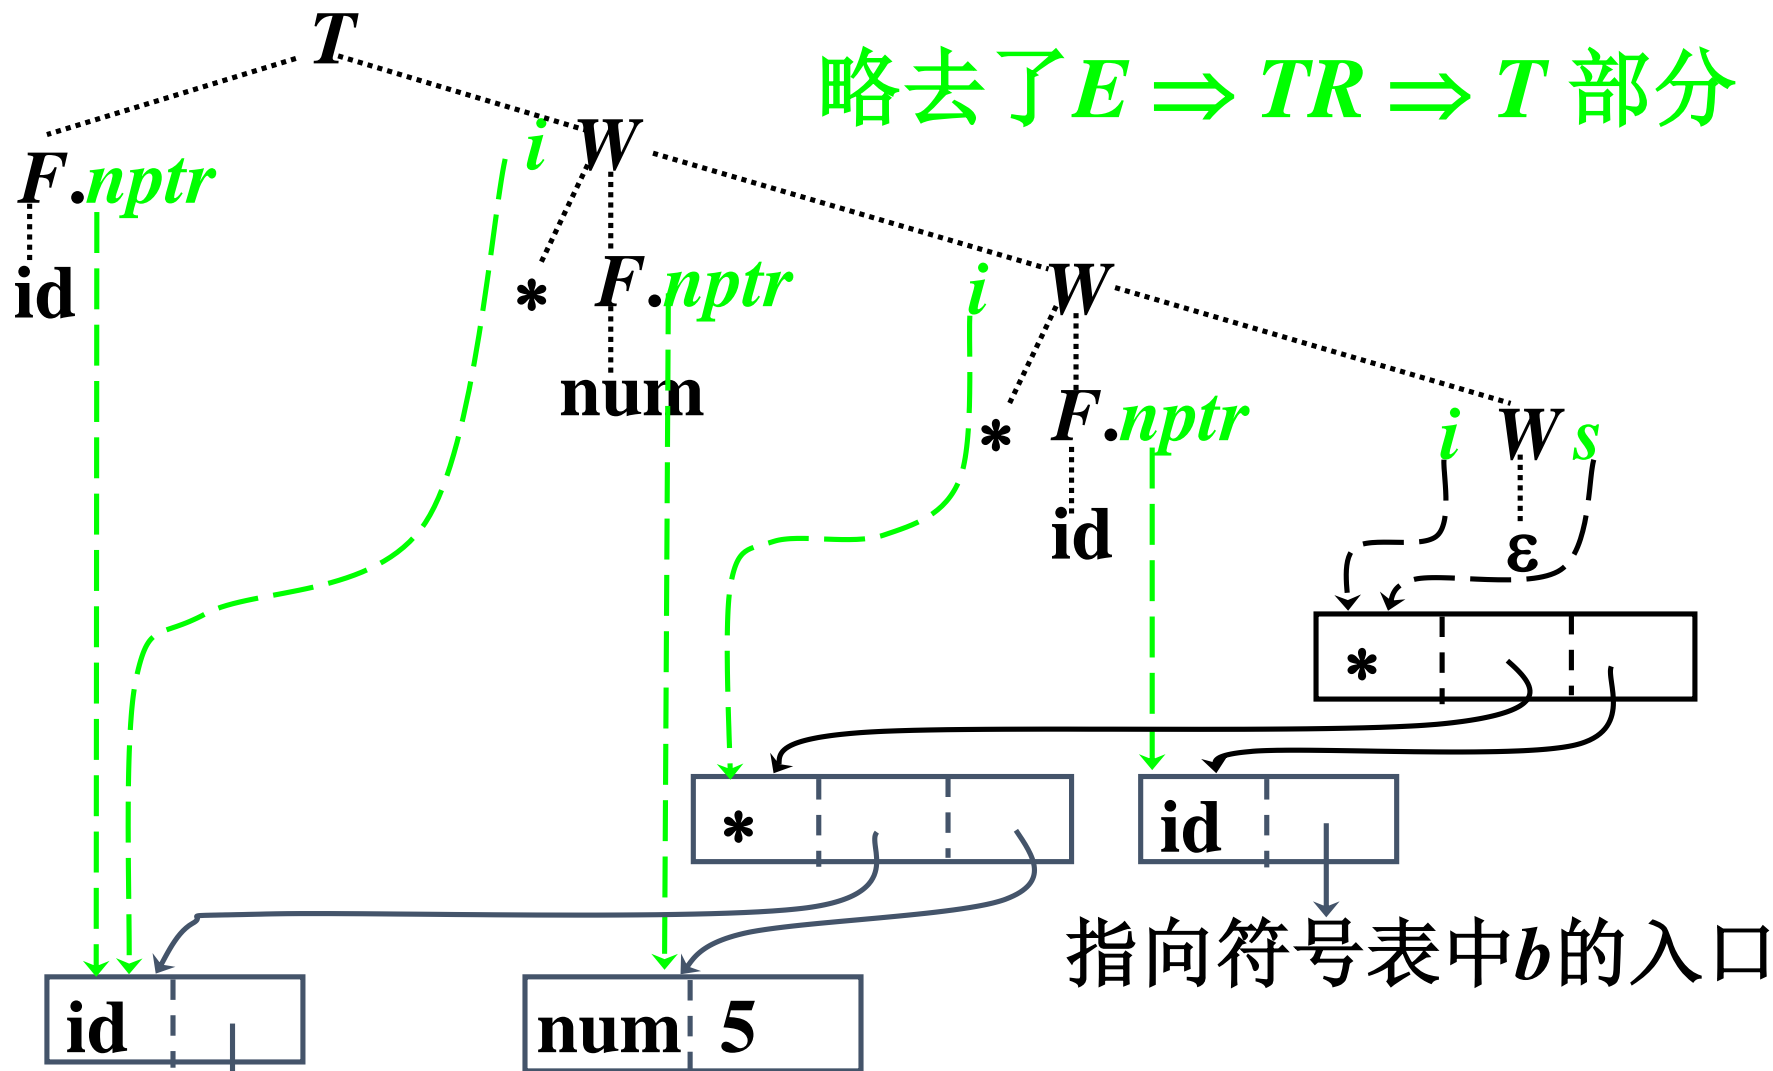 T
略去了E ⇒ TR ⇒ T 部分
i W
F.nptr
id
* F.nptr i W
num
* F.nptr i W s
id
ε
*
* id
指向符号表中b的入口
id num 5